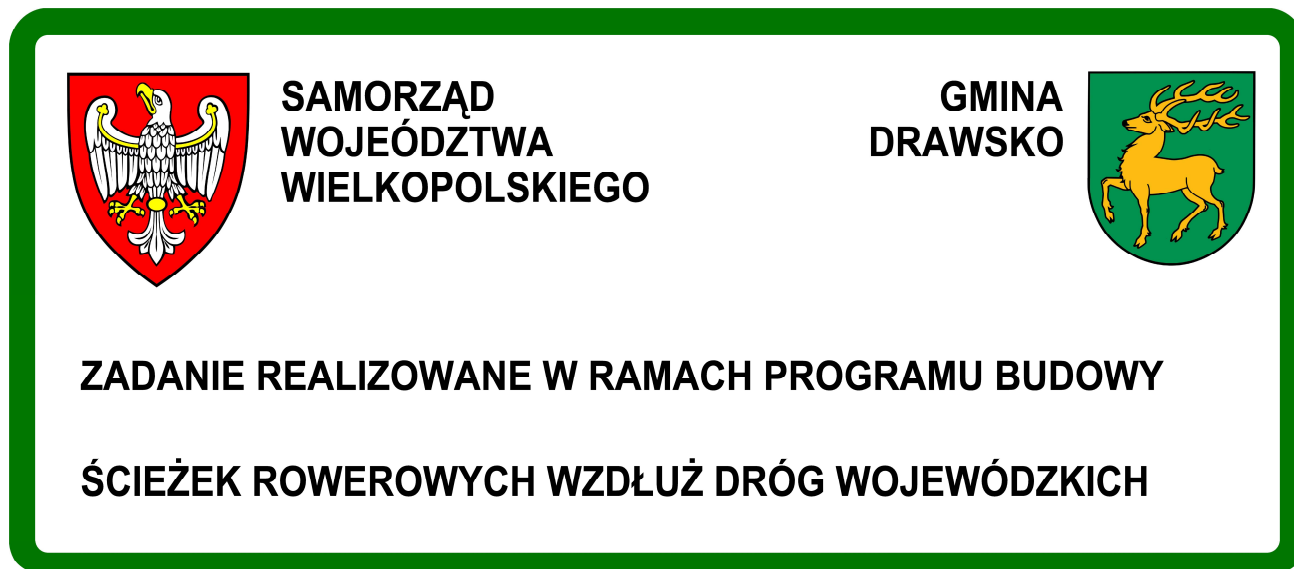 SAMORZĄD
WOJEÓDZTWA
WIELKOPOLSKIEGO
GMINA
DRAWSKO
ZADANIE REALIZOWANE W RAMACH PROGRAMU BUDOWY
ŚCIEŻEK ROWEROWYCH WZDŁUŻ DRÓG WOJEWÓDZKICH